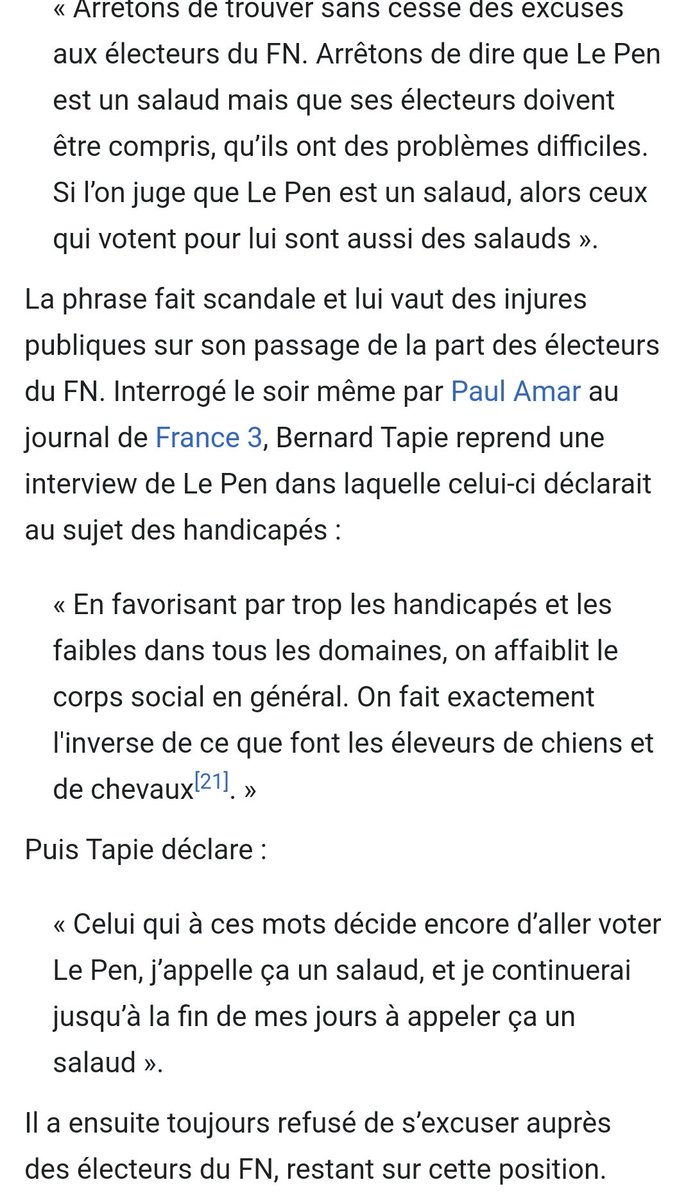 « Arrêtons de trouver sans cesse des excuses
aux électeurs du FN. Arrêtons de dire que Le Pen
est un salaud mais que ses électeurs doivent
être compris, qu’ils ont des problèmes difficiles.
Si l’on juge que Le Pen est un salaud, alors ceux
qui votent pour lui sont aussi des salauds ».
La phrase fait scandale et lui vaut des injures
publiques sur son passage de la part des électeurs
du FN. Interrogé le soir même par Paul Amar au
journal de France 3, Bernard Tapie reprend une
interview de Le Pen dans laquelle celui-ci déclarait
au sujet des handicapés :
« En favorisant par trop les handicapés et les
faibles dans tous les domaines, on affaiblit le
corps social en général. On fait exactement
l'inverse de ce que font les éleveurs de chiens et
de chevaux[21]. »
Puis Tapie déclare :
« Celui qui à ces mots décide encore d’aller voter
Le Pen, j’appelle ça un salaud, et je continuerai
jusqu’à la fin de mes jours à appeler ça un
salaud ».
Il a ensuite toujours refusé de s’excuser auprès
des électeurs du FN, restant sur cette position.